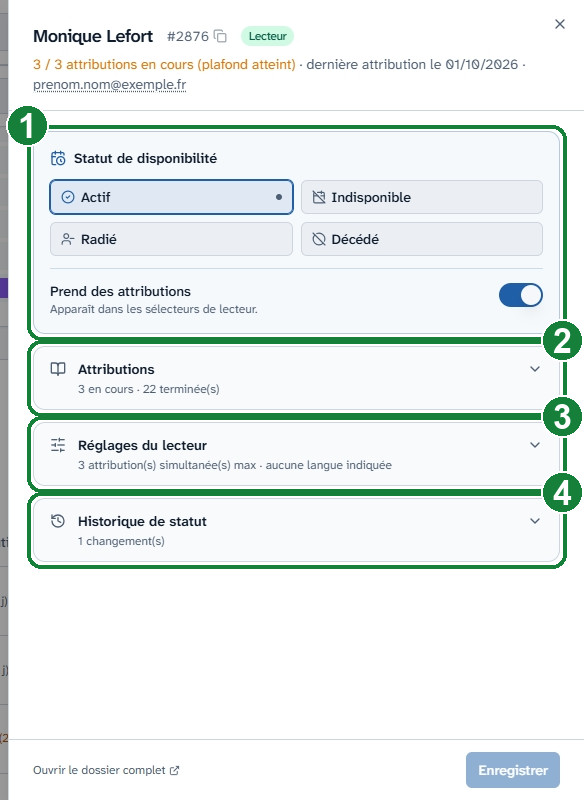 Monique Lefort #2876 Lecteur
3 / 3 attributions en cours (plafond atteint) · dernière attribution le 01/10/2026 ·
prenom.nom@exemple.fr
1
Statut de disponibilité
Actif
Indisponible
Radié
Décédé
Prend des attributions
Apparaît dans les sélecteurs de lecteur.
2
Attributions
3 en cours · 22 terminée(s)
3
Réglages du lecteur
3 attribution(s) simultanée(s) max · aucune langue indiquée
4
Historique de statut
1 changement(s)
Ouvrir le dossier complet
Enregistrer